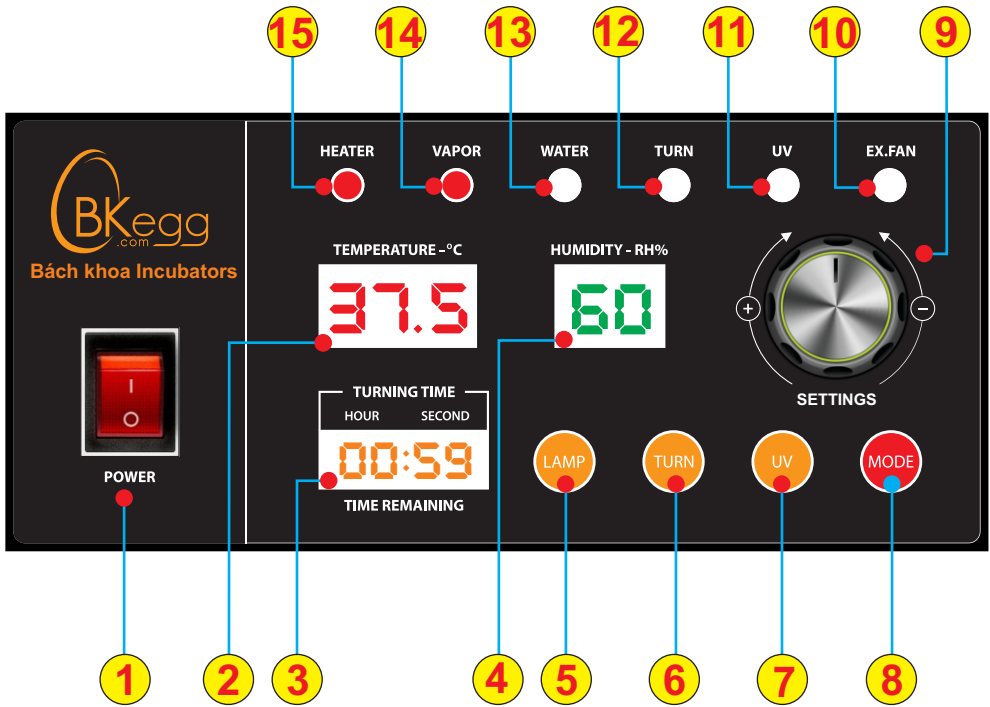 15 14 13 12 11 10 9
HEATER VAPOR WATER TURN UV EX.FAN
BKegg
.com
Bách khoa Incubators
TEMPERATURE-°C HUMIDITY - RH%
37.5 60
+ −
SETTINGS
TURNING TIME
HOUR SECOND
00:59
TIME REMAINING
I
O
POWER
LAMP TURN UV MODE
1 2 3 4 5 6 7 8